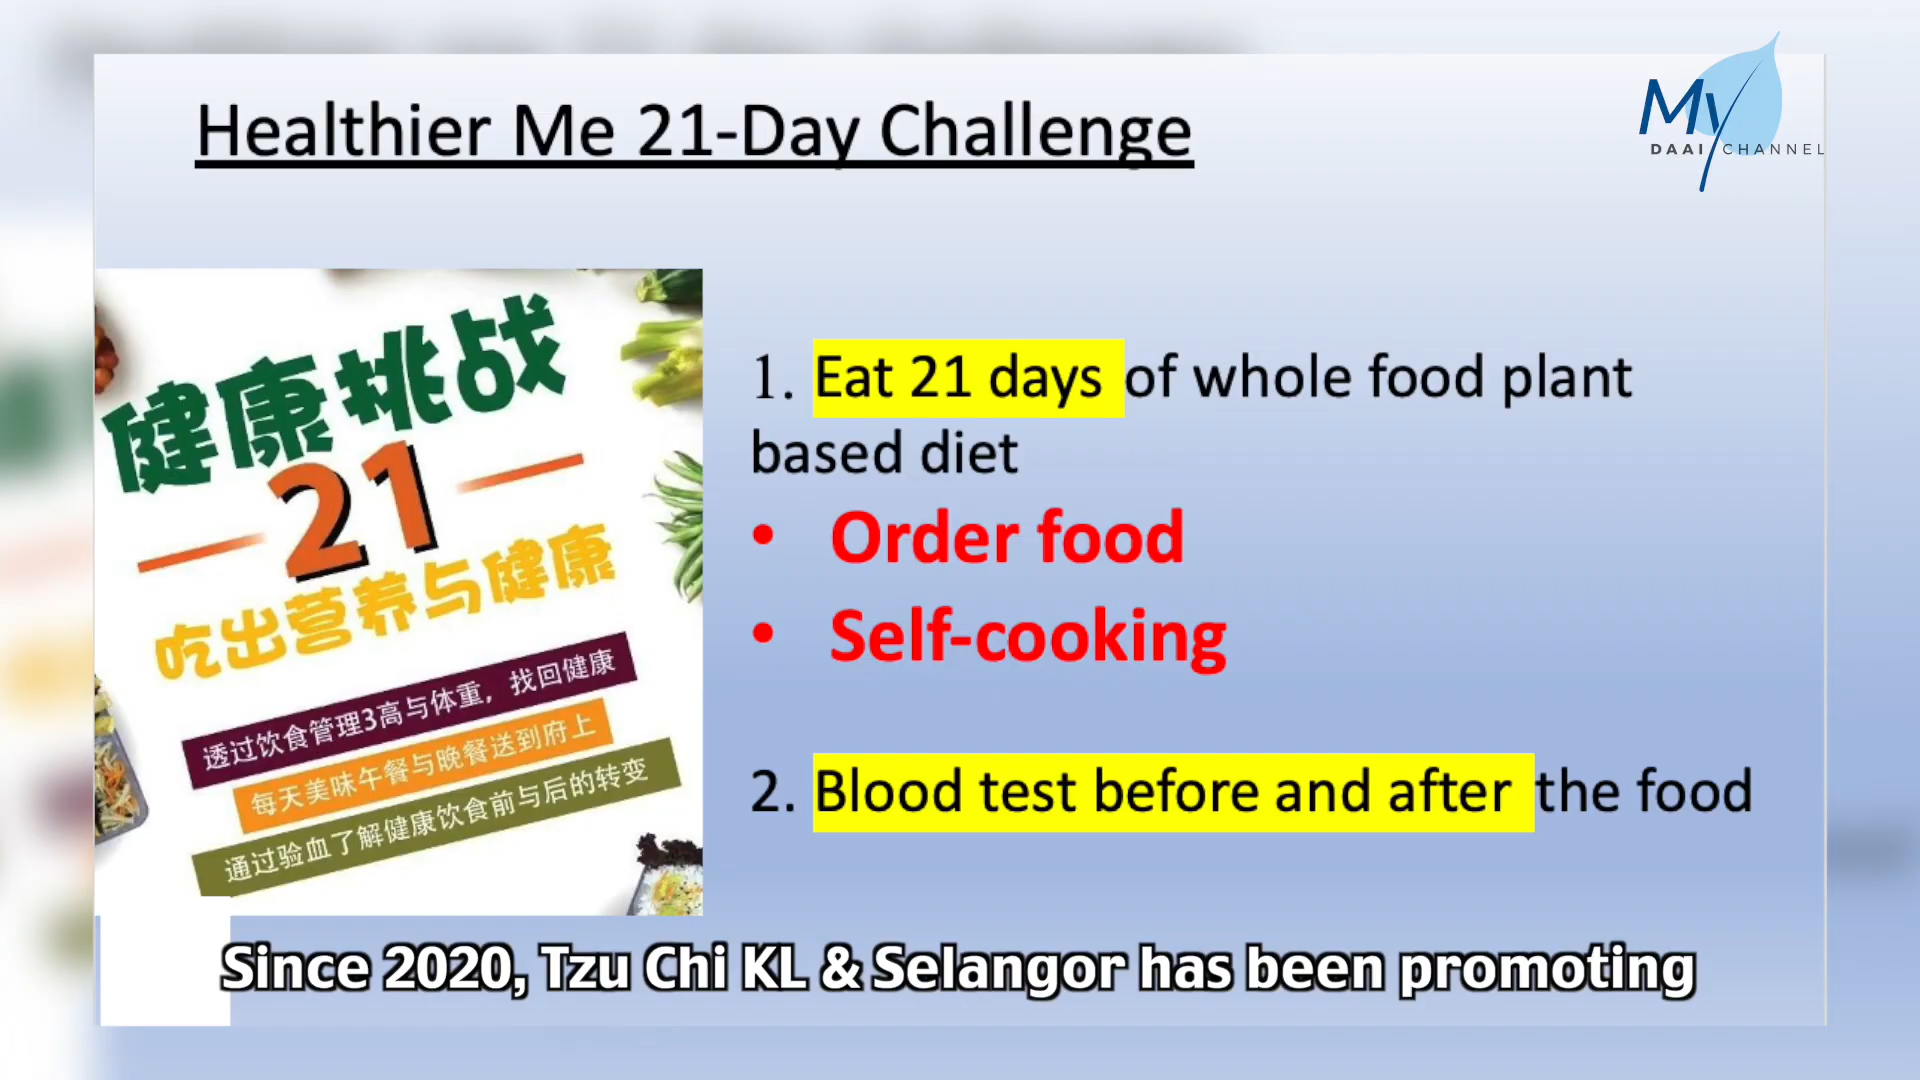 Healthier Me 21-Day Challenge
My
DAAI CHANNEL
健康挑战
21
吃出营养与健康
透过饮食管理3高与体重，找回健康
每天美味午餐与晚餐送到府上
通过验血了解健康饮食前与后的转变
1. Eat 21 days of whole food plant
based diet
• Order food
• Self-cooking
2. Blood test before and after the food
Since 2020, Tzu Chi KL & Selangor has been promoting